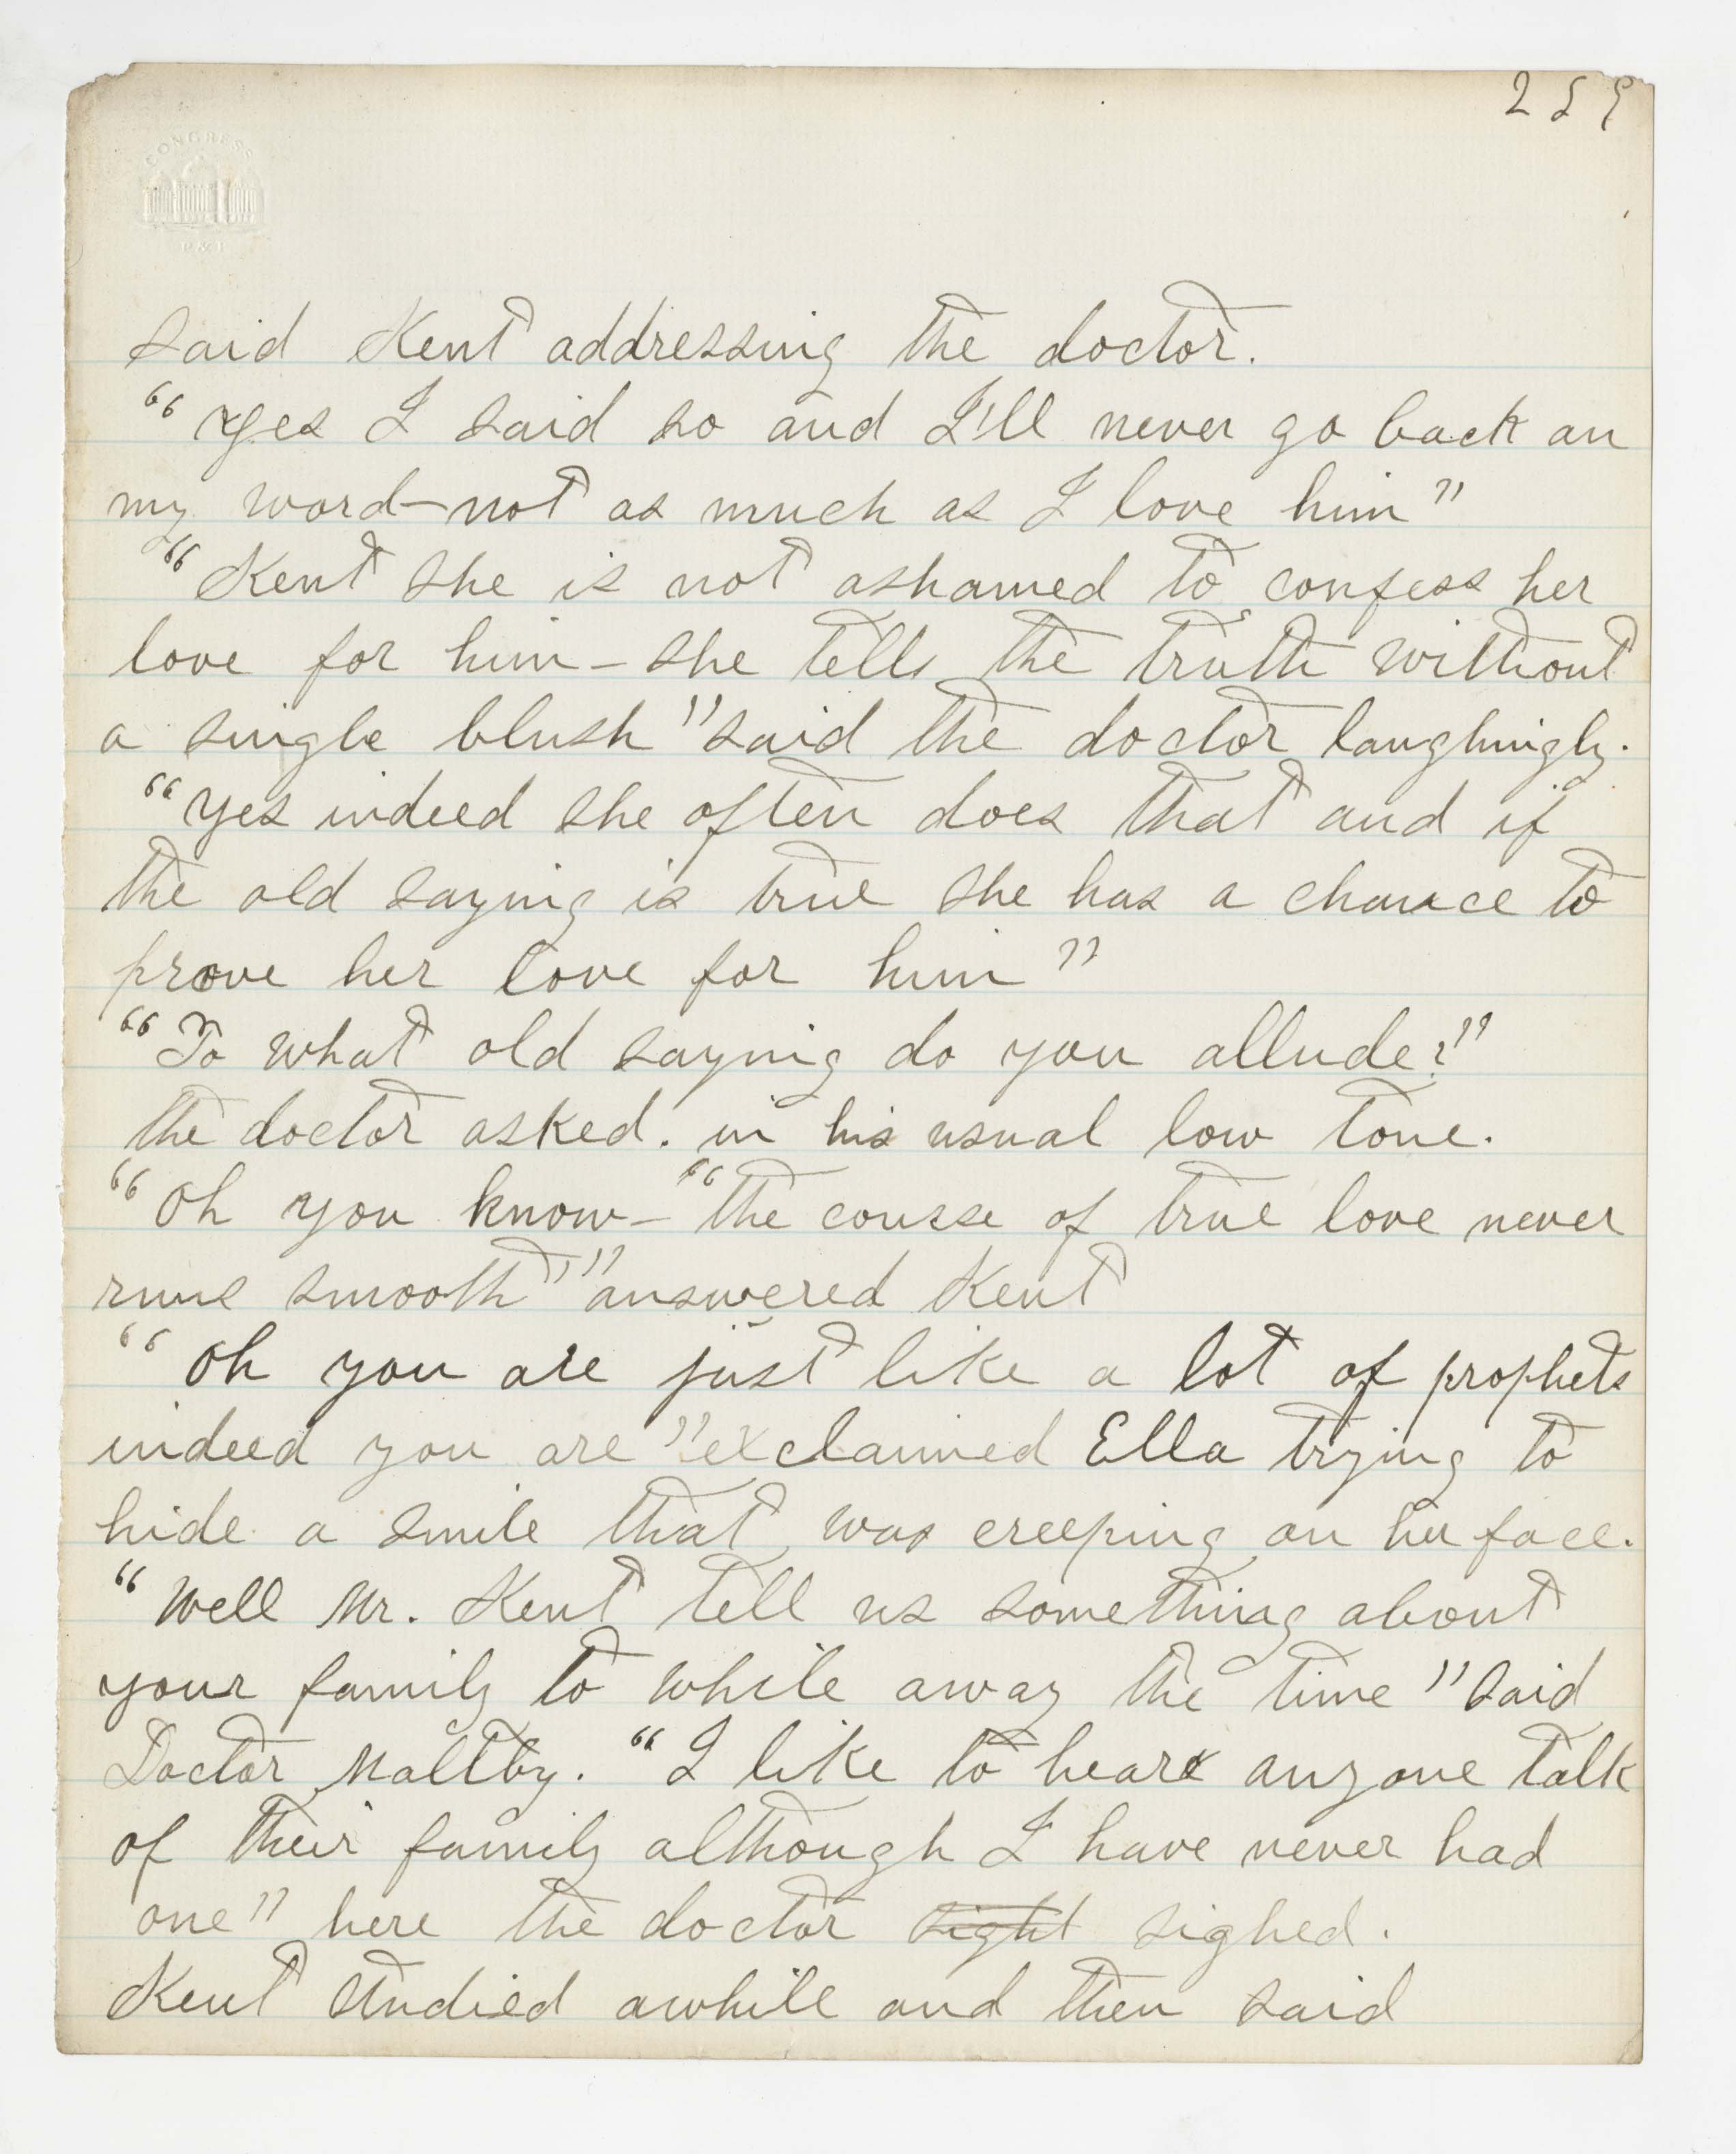 259
CONGRESS
P & P
said Kent addressing the doctor.
"Yes I said so and I'll never go back on
my word—not as much as I love him"
"Kent she is not ashamed to confess her
love for him—she tells the truth without
a single blush" said the doctor laughingly.
"Yes indeed she often does that and if
the old saying is true she has a chance to
prove her love for him"
"To what old saying do you allude?"
the doctor asked. in his usual low tone.
"Oh you know—"the course of true love never
runs smooth"" answered Kent
"Oh you are just like a lot of prophets
indeed you are" exclaimed Ella trying to
hide a smile that was creeping on her face.
"Well Mr. Kent tell us something about
your family to while away the time" said
Doctor Maltby. "I like to hear anyone talk
of their family although I have never had
one" here the doctor sight sighed.
Kent studied awhile and then said